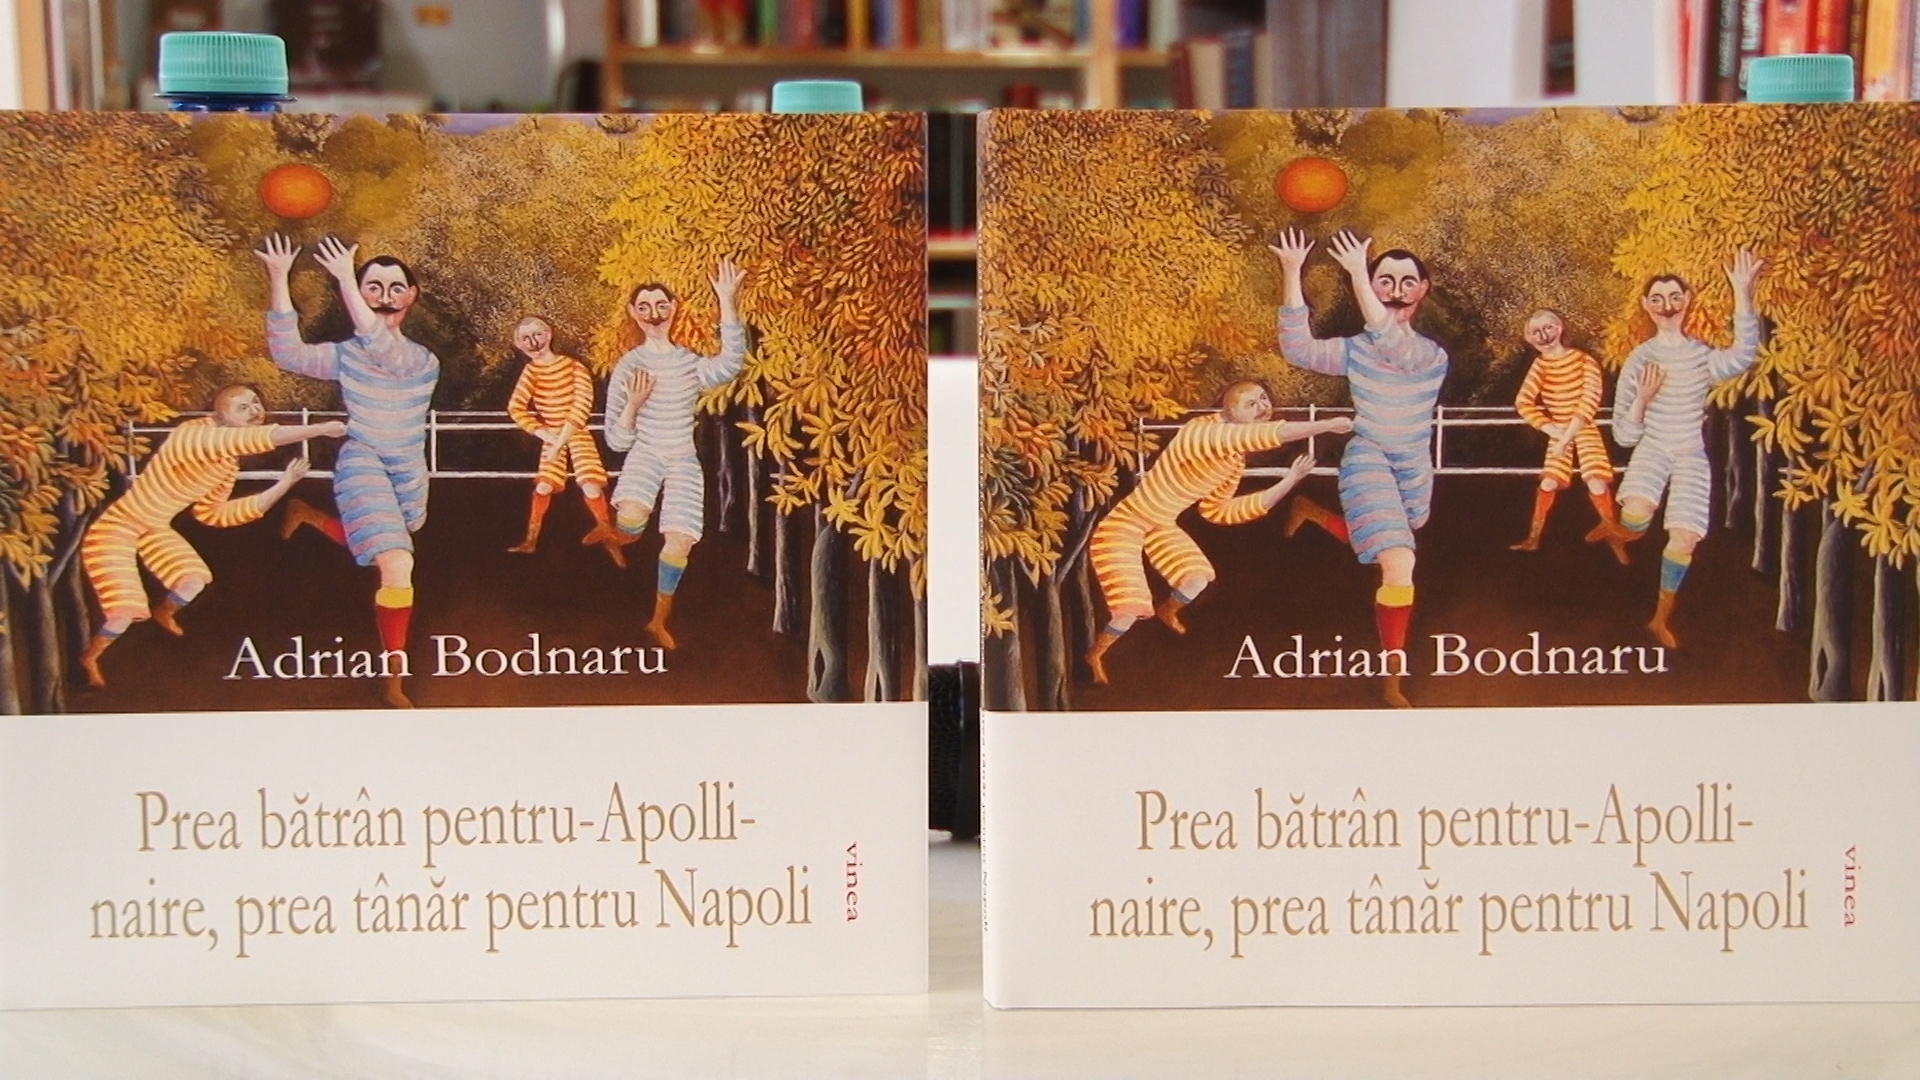 Adrian Bodnaru
Prea bătrân pentru-Apolli-
naire, prea tânăr pentru Napoli
vinea
Adrian Bodnaru
Prea bătrân pentru-Apolli-
naire, prea tânăr pentru Napoli
vinea